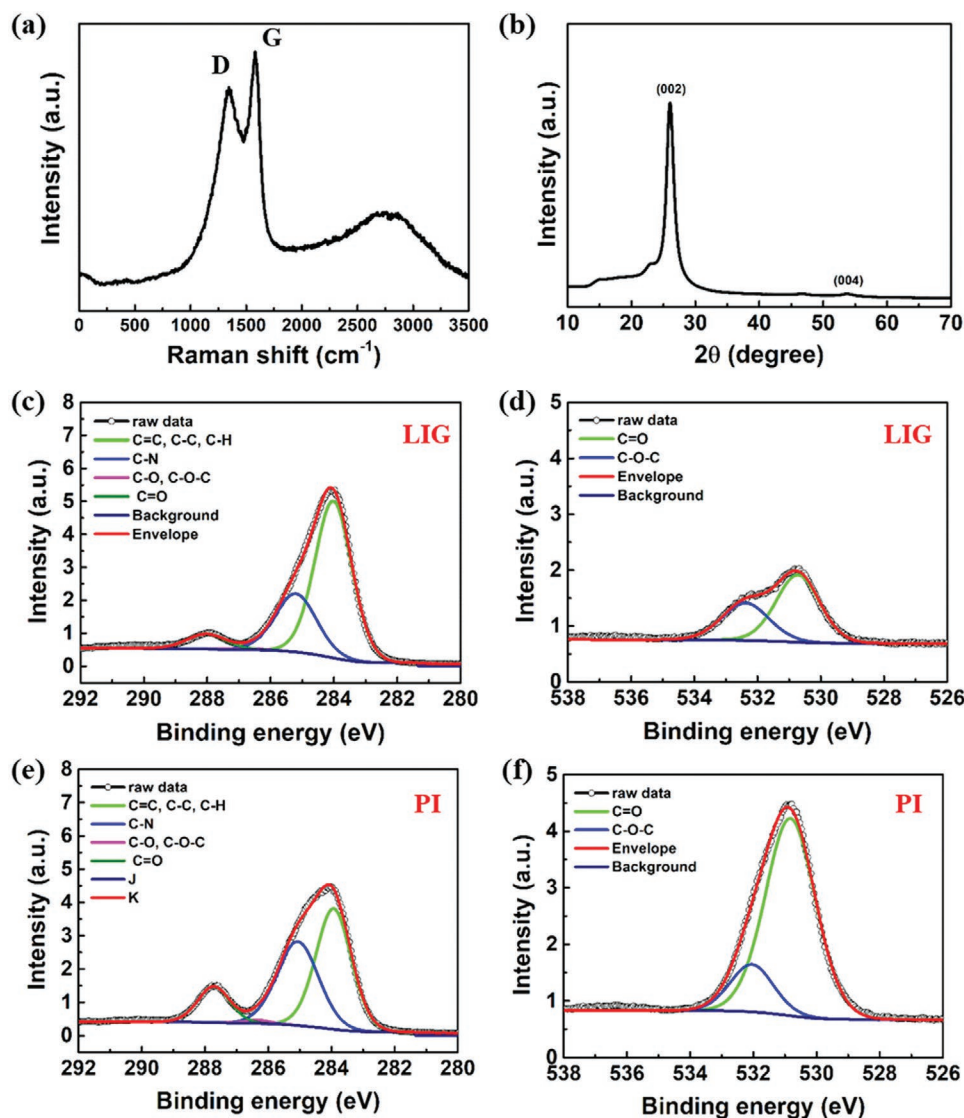 (a)
D
G
Intensity (a.u.)
0 500 1000 1500 2000 2500 3000 3500
Raman shift (cm⁻¹)
(b)
(002)
(004)
Intensity (a.u.)
10 20 30 40 50 60 70
2θ (degree)
(c)
LIG
raw data
C=C, C-C, C-H
C-N
C-O, C-O-C
C=O
Background
Envelope
Intensity (a.u.)
8
7
6
5
4
3
2
1
0
292 290 288 286 284 282 280
Binding energy (eV)
(d)
LIG
raw data
C=O
C-O-C
Envelope
Background
Intensity (a.u.)
5
4
3
2
1
538 536 534 532 530 528 526
Binding energy (eV)
(e)
PI
raw data
C=C, C-C, C-H
C-N
C-O, C-O-C
C=O
J
K
Intensity (a.u.)
8
7
6
5
4
3
2
1
0
292 290 288 286 284 282 280
Binding energy (eV)
(f)
PI
raw data
C=O
C-O-C
Envelope
Background
Intensity (a.u.)
5
4
3
2
1
0
538 536 534 532 530 528 526
Binding energy (eV)